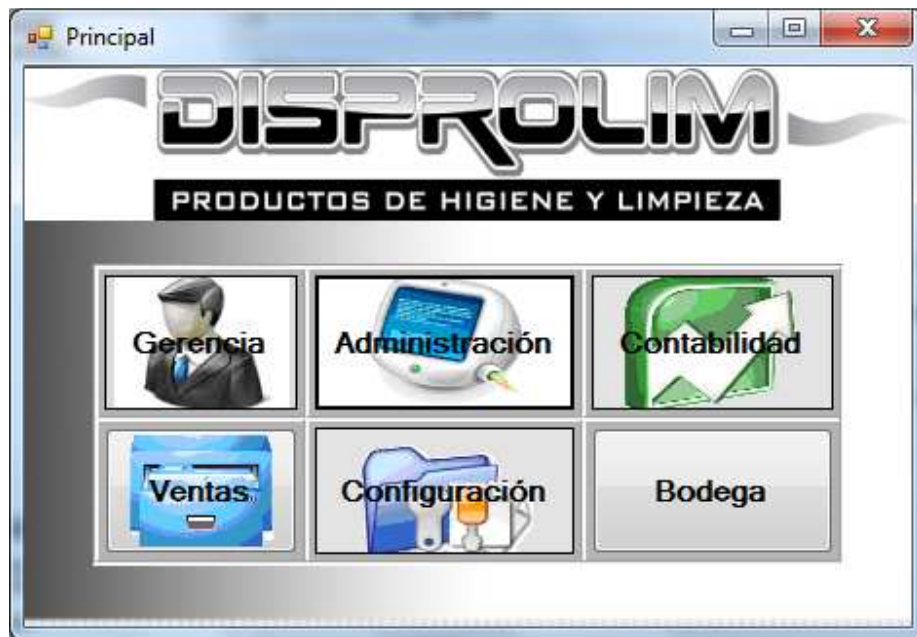 Principal
DISPROLIM
PRODUCTOS DE HIGIENE Y LIMPIEZA
Gerencia
Administración
Contabilidad
Ventas
Configuración
Bodega